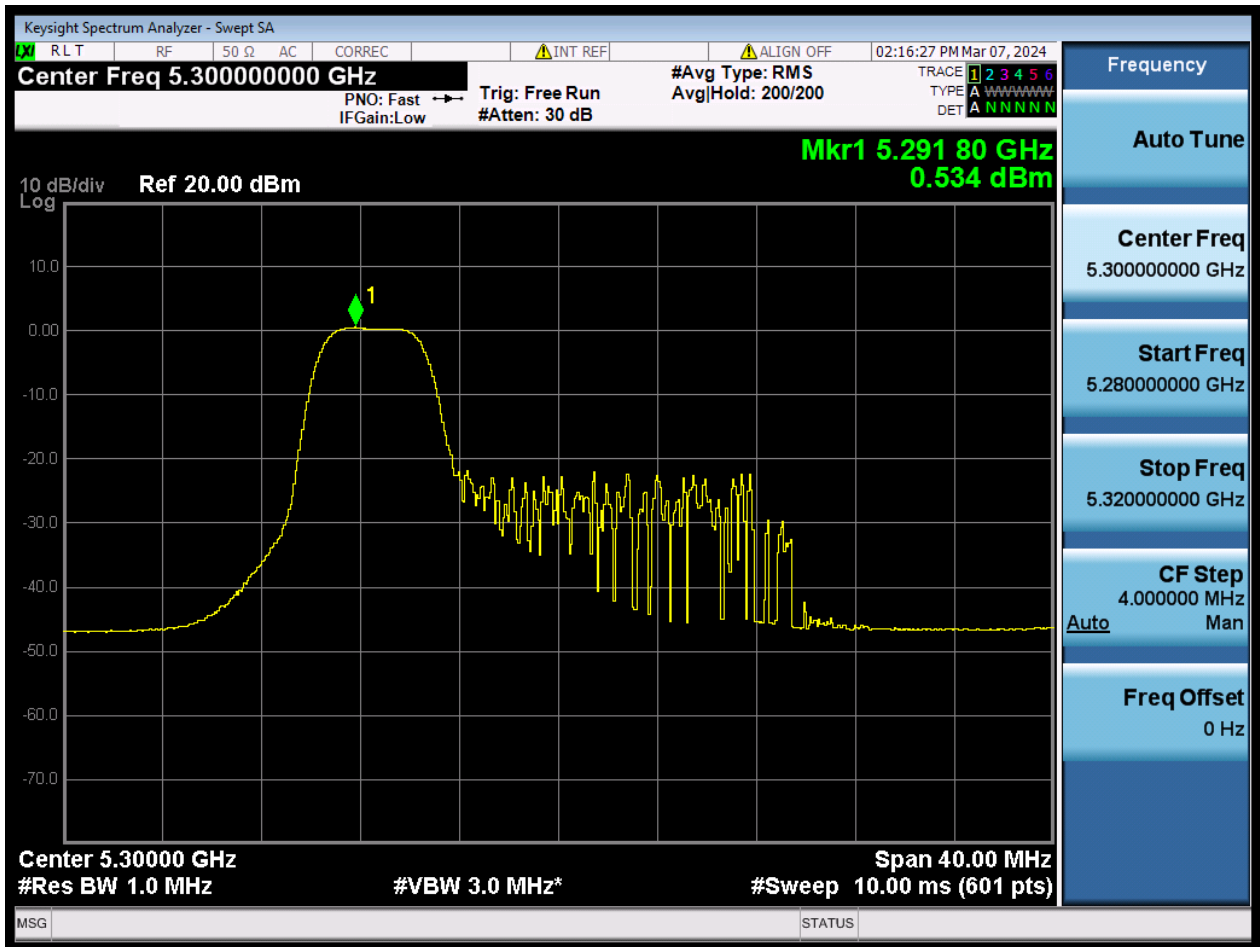 Keysight Spectrum Analyzer - Swept SA
LXI RLT RF 50 Ω AC CORREC INT REF ALIGN OFF 02:16:27 PM Mar 07, 2024
Center Freq 5.300000000 GHz
PNO: Fast
IFGain:Low
Trig: Free Run
#Atten: 30 dB
#Avg Type: RMS
Avg|Hold: 200/200
TRACE 1 2 3 4 5 6
TYPE A WWWWW
DET A N N N N N
Mkr1 5.291 80 GHz
0.534 dBm
10 dB/div Ref 20.00 dBm
Log
10.0
0.00
-10.0
-20.0
-30.0
-40.0
-50.0
-60.0
-70.0
1
Center 5.30000 GHz Span 40.00 MHz
#Res BW 1.0 MHz #VBW 3.0 MHz* #Sweep 10.00 ms (601 pts)
MSG STATUS
Frequency
Auto Tune
Center Freq
5.300000000 GHz
Start Freq
5.280000000 GHz
Stop Freq
5.320000000 GHz
CF Step
4.000000 MHz
Auto Man
Freq Offset
0 Hz